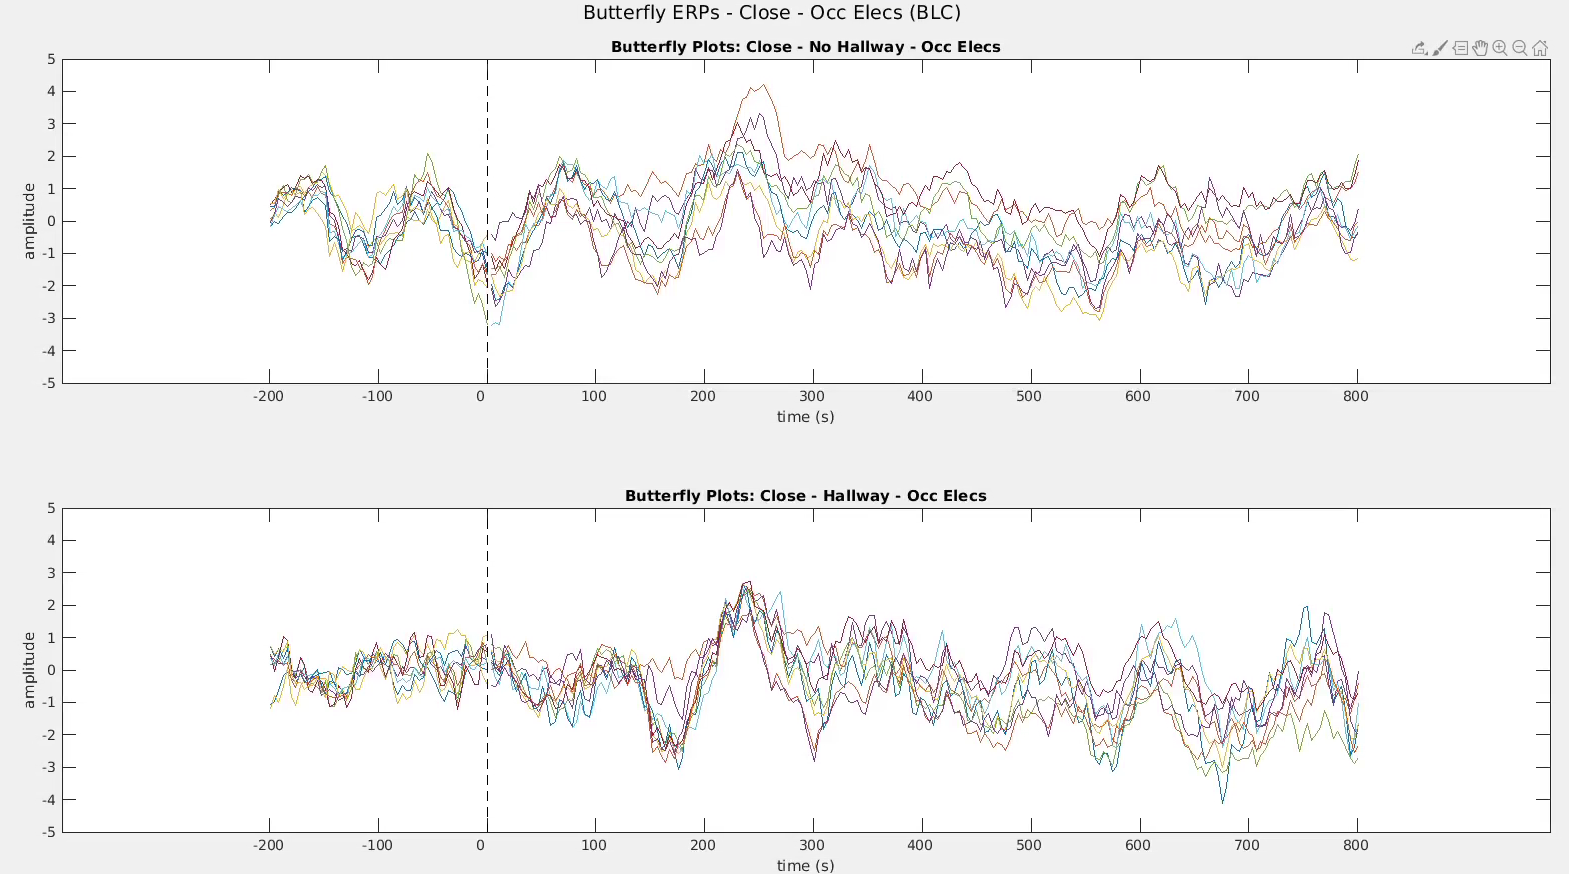 Butterfly ERPs - Close - Occ Elecs (BLC)
Butterfly Plots: Close - No Hallway - Occ Elecs
5
4
3
2
1
0
-1
-2
-3
-4
-5
amplitude
-200 -100 0 100 200 300 400 500 600 700 800
time (s)
Butterfly Plots: Close - Hallway - Occ Elecs
5
4
3
2
1
0
-1
-2
-3
-4
-5
amplitude
-200 -100 0 100 200 300 400 500 600 700 800
time (s)